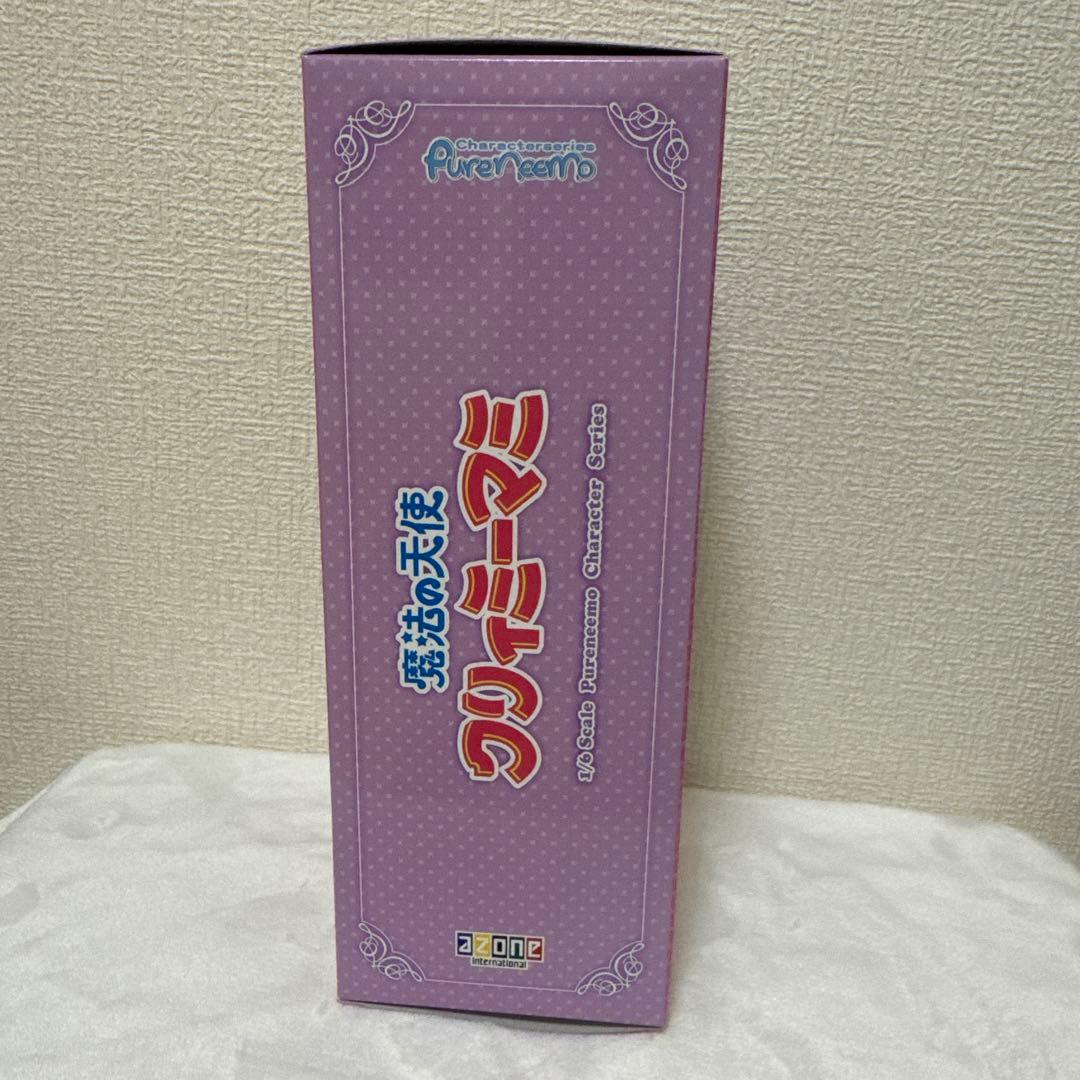 Characterseries
PureNeemo
魔法の天使
クリィミーマミ
1/6 Scale Pureneemo Character Series
azone
international